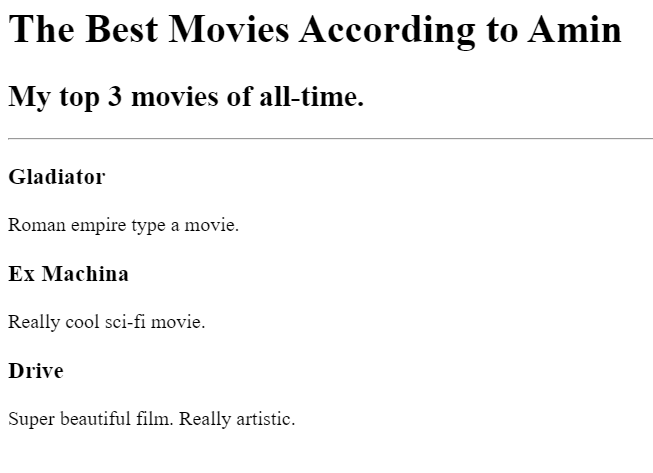 The Best Movies According to Amin
My top 3 movies of all-time.
Gladiator
Roman empire type a movie.
Ex Machina
Really cool sci-fi movie.
Drive
Super beautiful film. Really artistic.